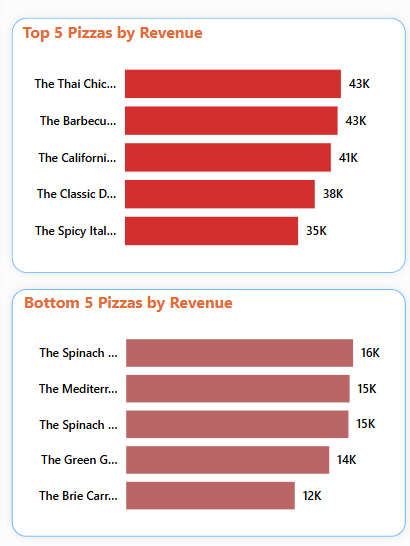 Top 5 Pizzas by Revenue
The Thai Chic... 43K
The Barbecu... 43K
The Californi... 41K
The Classic D... 38K
The Spicy Ital... 35K
Bottom 5 Pizzas by Revenue
The Spinach ... 16K
The Mediterr... 15K
The Spinach ... 15K
The Green G... 14K
The Brie Carr... 12K